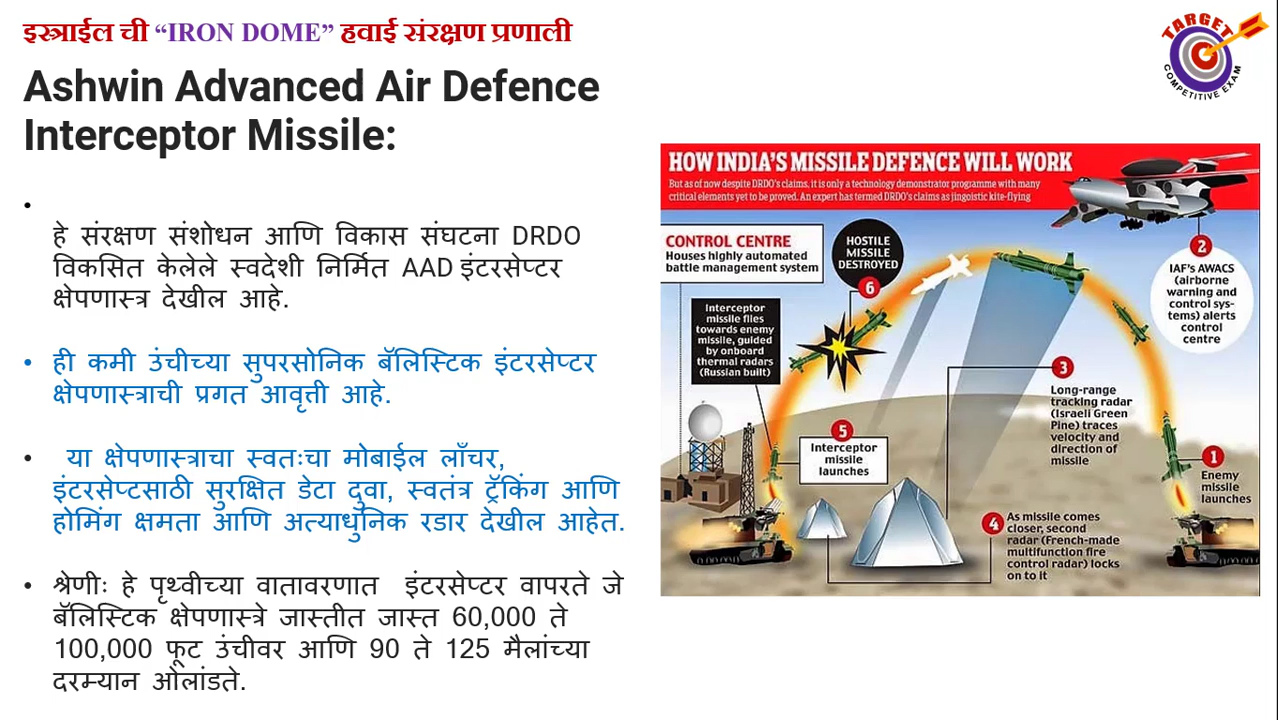 इस्त्राईल ची “IRON DOME” हवाई संरक्षण प्रणाली
TARGET
COMPETITIVE EXAM
Ashwin Advanced Air Defence
Interceptor Missile:
•
हे संरक्षण संशोधन आणि विकास संघटना DRDO
विकसित केलेले स्वदेशी निर्मित AAD इंटरसेप्टर
क्षेपणास्त्र देखील आहे.
• ही कमी उंचीच्या सुपरसोनिक बॅलिस्टिक इंटरसेप्टर
क्षेपणास्त्राची प्रगत आवृत्ती आहे.
• या क्षेपणास्त्राचा स्वतःचा मोबाईल लाँचर,
इंटरसेप्टसाठी सुरक्षित डेटा दुवा, स्वतंत्र ट्रॅकिंग आणि
होमिंग क्षमता आणि अत्याधुनिक रडार देखील आहेत.
• श्रेणीः हे पृथ्वीच्या वातावरणात इंटरसेप्टर वापरते जे
बॅलिस्टिक क्षेपणास्त्रे जास्तीत जास्त 60,000 ते
100,000 फूट उंचीवर आणि 90 ते 125 मैलांच्या
दरम्यान ओलांडते.
HOW INDIA'S MISSILE DEFENCE WILL WORK
But as of now despite DRDO's claims, it is only a technology demonstrator programme with many
critical elements yet to be proved. An expert has termed DRDO's claims as jingoistic kite-flying
CONTROL CENTRE
Houses highly automated
battle management system
HOSTILE
MISSILE
DESTROYED
6
2
IAF's AWACS
(airborne
warning and
control sys-
tems) alerts
control
centre
Interceptor
missile flies
towards enemy
missile, guided
by onboard
thermal radars
(Russian built)
3
Long-range
tracking radar
(Israeli Green
Pine) traces
velocity and
direction of
missile
5
Interceptor
missile
launches
1
Enemy
missile
launches
4
As missile comes
closer, second
radar (French-made
multifunction fire
control radar) locks
on to it